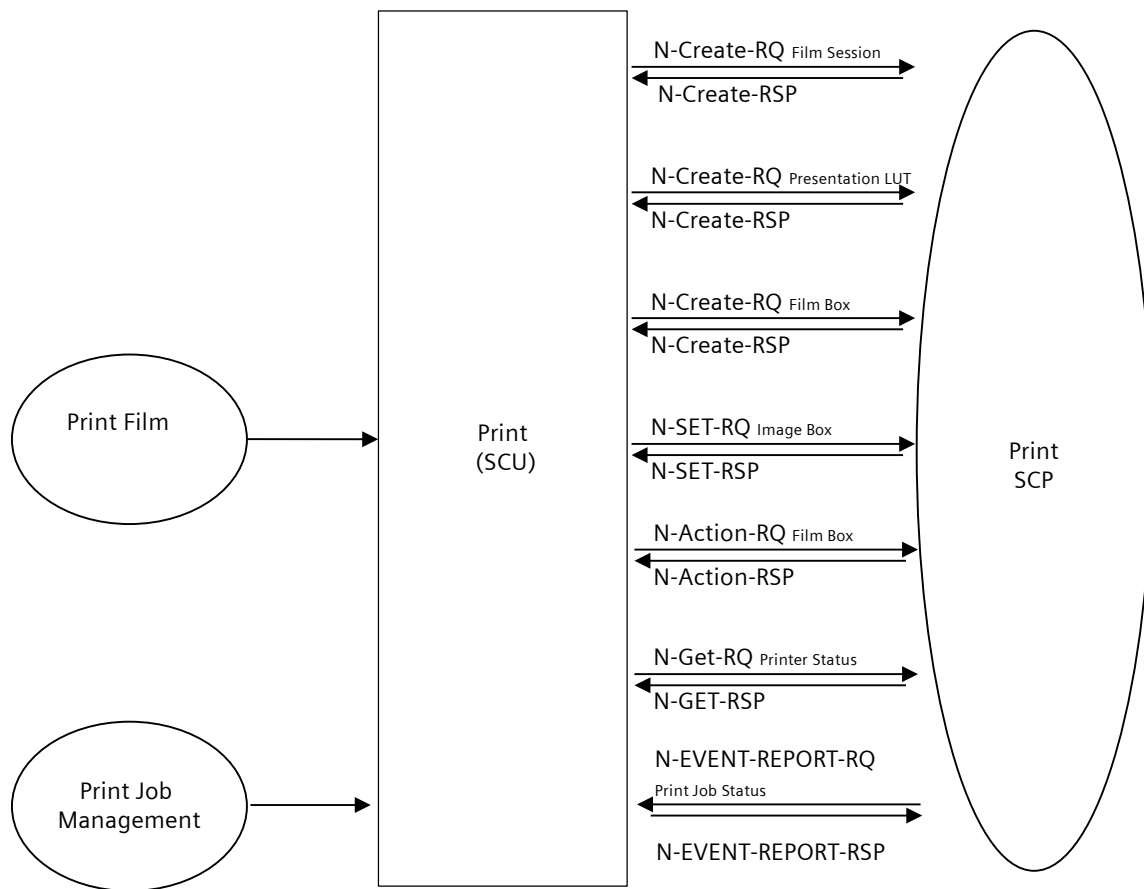 N-Create-RQ Film Session
N-Create-RSP
N-Create-RQ Presentation LUT
N-Create-RSP
N-Create-RQ Film Box
N-Create-RSP
Print Film
Print
(SCU)
N-SET-RQ Image Box
N-SET-RSP
Print
SCP
N-Action-RQ Film Box
N-Action-RSP
N-Get-RQ Printer Status
N-GET-RSP
Print Job
Management
N-EVENT-REPORT-RQ
Print Job Status
N-EVENT-REPORT-RSP